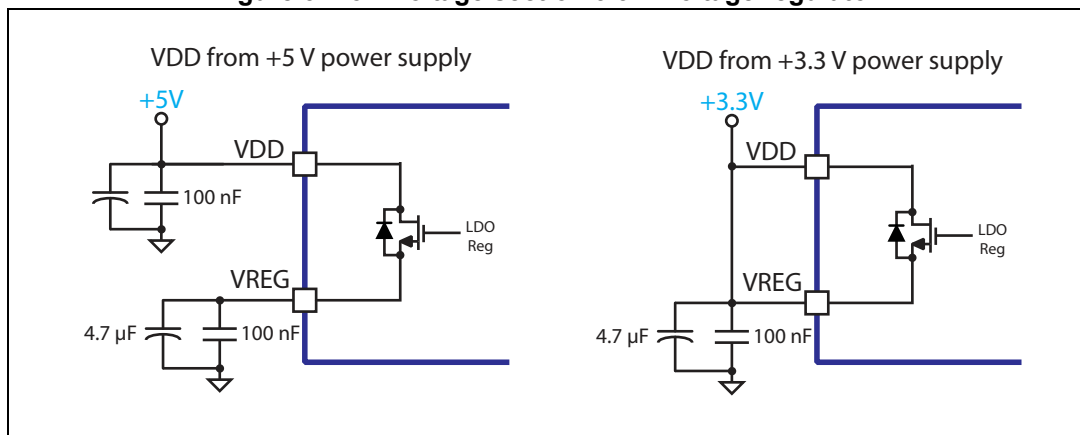 VDD from +5 V power supply
+5V
VDD
100 nF
LDO
Reg
VREG
4.7 µF
100 nF
VDD from +3.3 V power supply
+3.3V
VDD
LDO
Reg
VREG
4.7 µF
100 nF